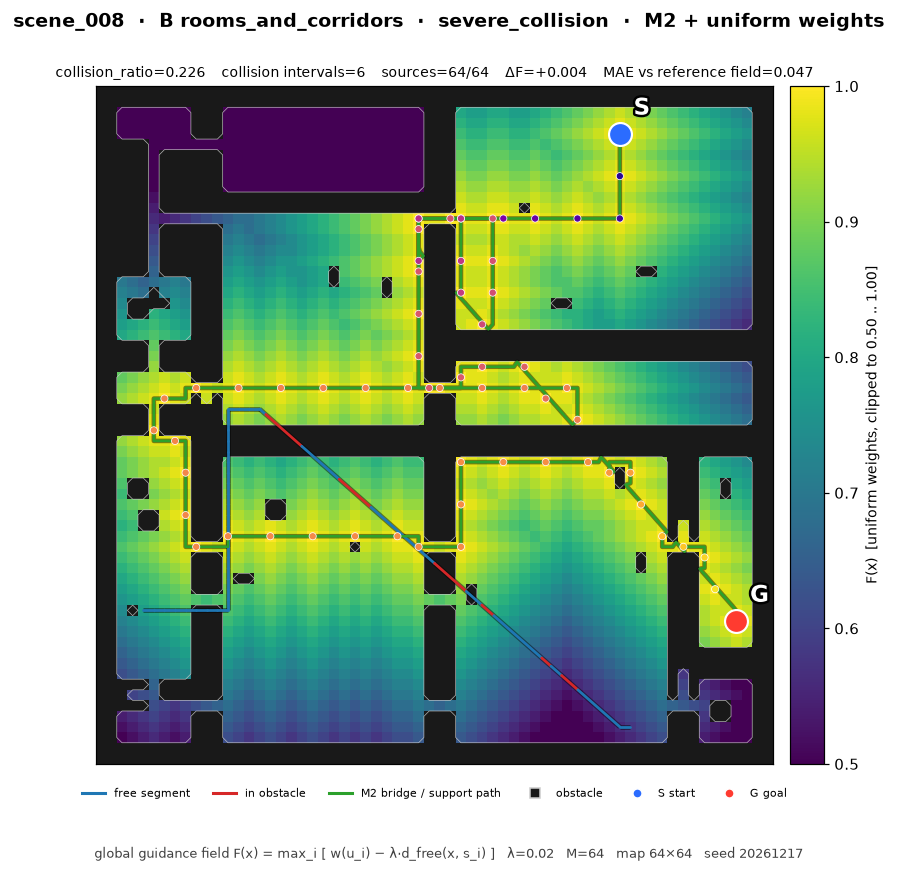 scene_008 · B rooms_and_corridors · severe_collision · M2 + uniform weights
collision_ratio=0.226 collision intervals=6 sources=64/64 ΔF=+0.004 MAE vs reference field=0.047
S
G
1.0
0.9
0.8
0.7
0.6
0.5
F(x) [uniform weights, clipped to 0.50 .. 1.00]
free segment
in obstacle
M2 bridge / support path
obstacle
S start
G goal
global guidance field F(x) = max_i [ w(u_i) − λ·d_free(x, s_i) ] λ=0.02 M=64 map 64×64 seed 20261217